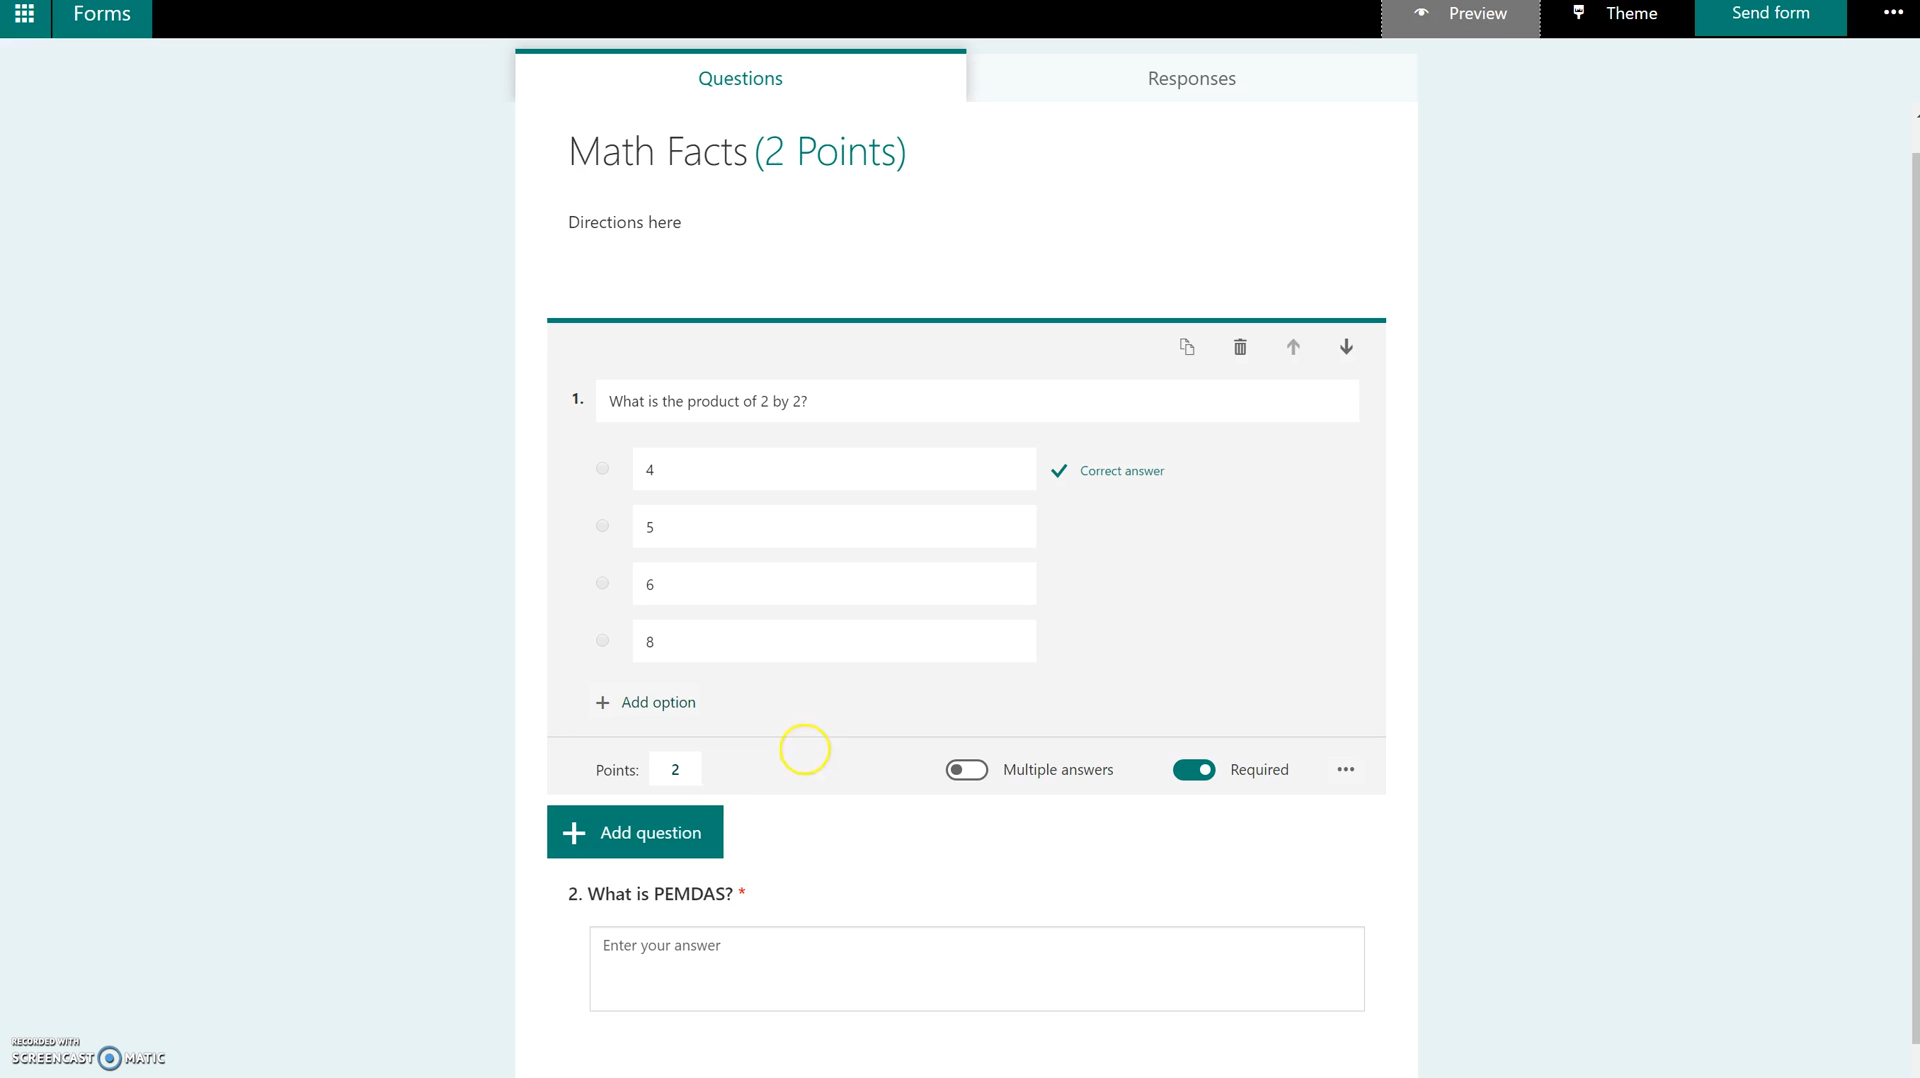 Forms
Preview
Theme
Send form
Questions
Responses
Math Facts (2 Points)
Directions here
1. What is the product of 2 by 2?
4
Correct answer
5
6
8
+ Add option
Points: 2
Multiple answers
Required
+ Add question
2. What is PEMDAS? *
Enter your answer
RECORDED WITH
SCREENCAST MATIC